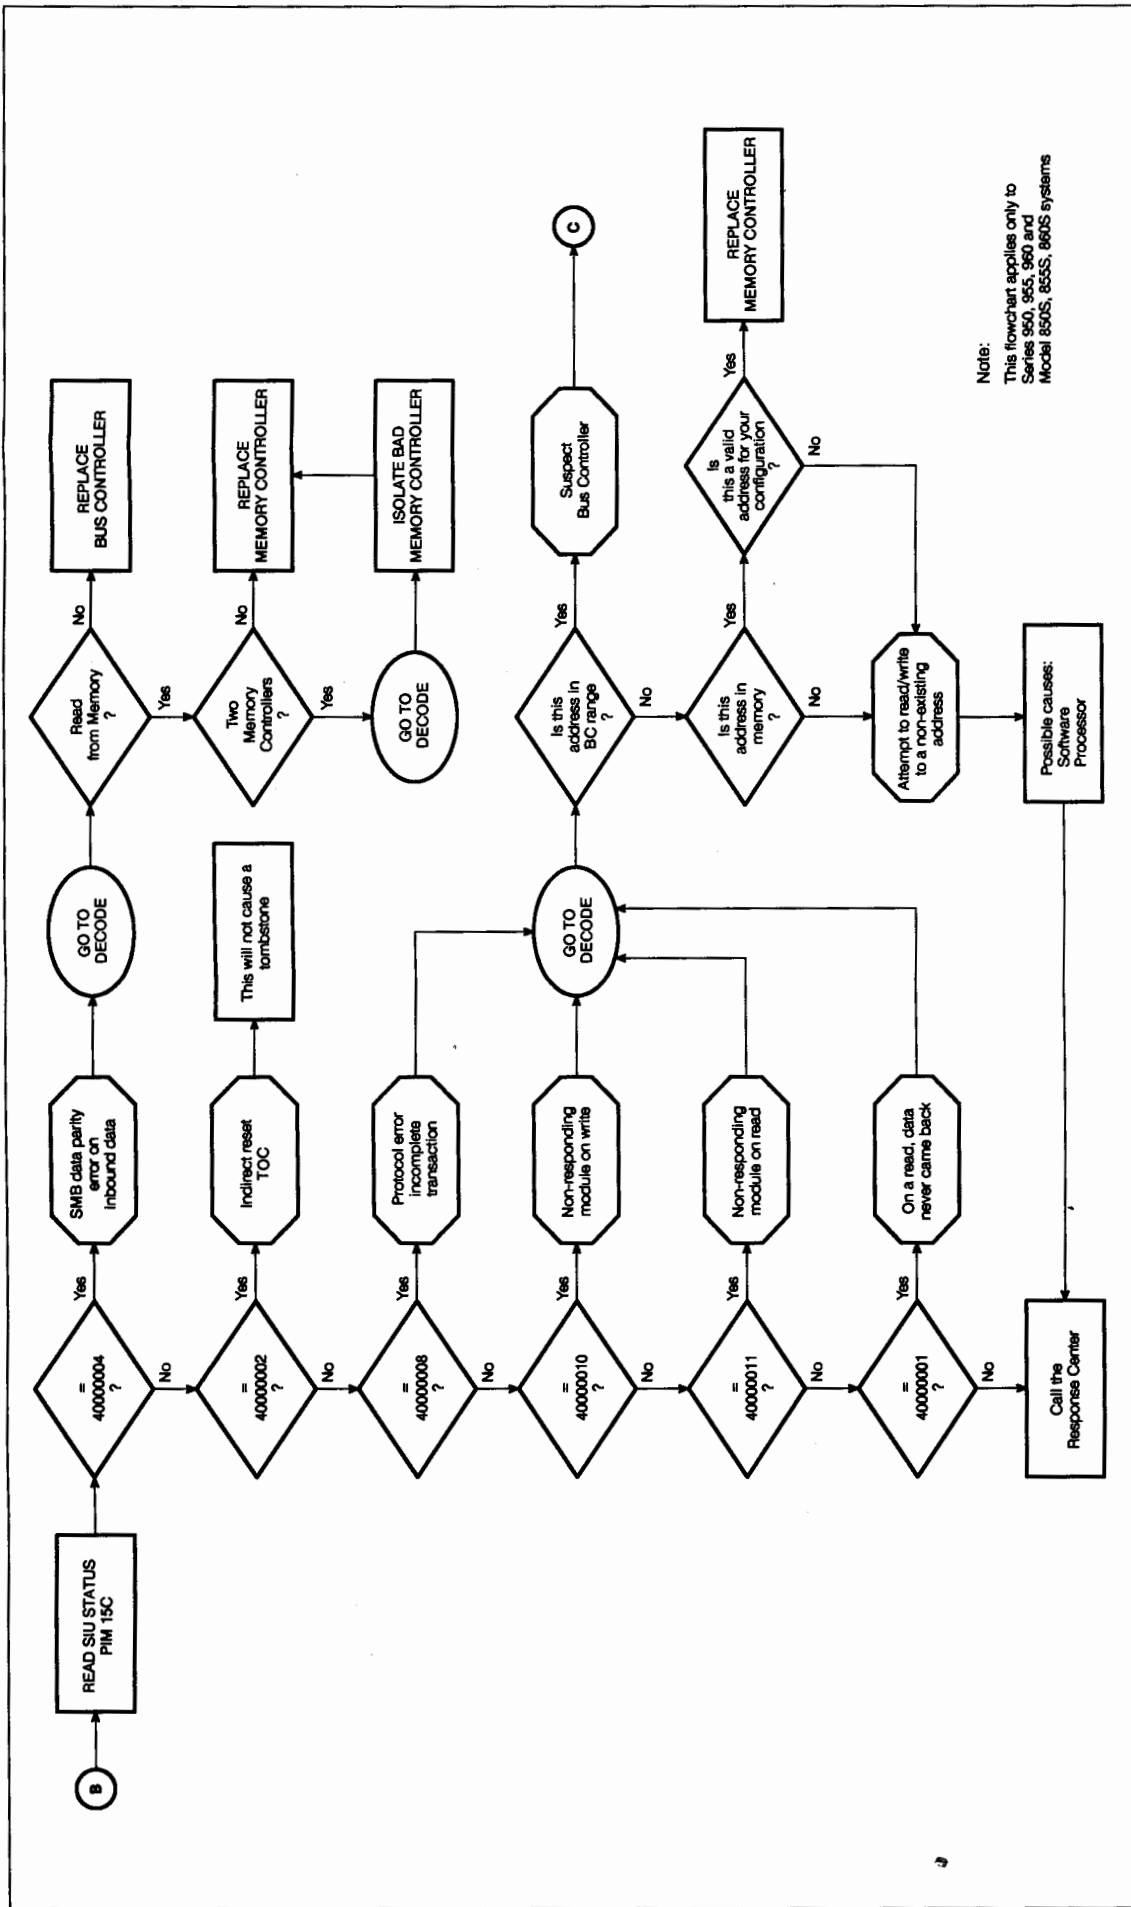 B
READ SIU STATUS
PIM 15C
=
40000004
?
Yes
SMB data parity
error on
inbound data
GO TO
DECODE
Read
from Memory
?
No
REPLACE
BUS CONTROLLER
No
Yes
=
40000002
?
Yes
Indirect reset
TOC
This will not cause a
tombstone
Two
Memory
Controllers
?
No
REPLACE
MEMORY CONTROLLER
No
Yes
=
40000008
?
Yes
Protocol error
incomplete
transaction
GO TO
DECODE
ISOLATE BAD
MEMORY CONTROLLER
No
=
40000010
?
Yes
Non-responding
module on write
GO TO
DECODE
Is this
address in
BC range
?
Yes
Suspect
Bus Controller
C
No
No
=
40000011
?
Yes
Non-responding
module on read
Is this
address in
memory
?
Yes
Is
this a valid
address for your
configuration
?
Yes
REPLACE
MEMORY CONTROLLER
No
No
No
=
40000001
?
Yes
On a read, data
never came back
Attempt to read/write
to a non-existing
address
No
Call the
Response Center
Possible causes:
Software
Processor
Note:
This flowchart applies only to
Series 950, 955, 960 and
Model 850S, 855S, 860S systems